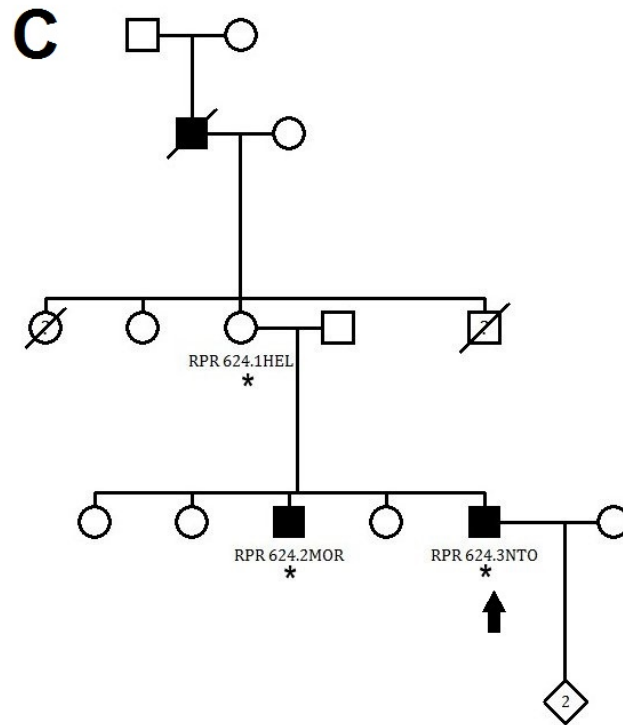 C
? ?
RPR 624.1HEL
*
RPR 624.2MOR RPR 624.3NTO
* *
2